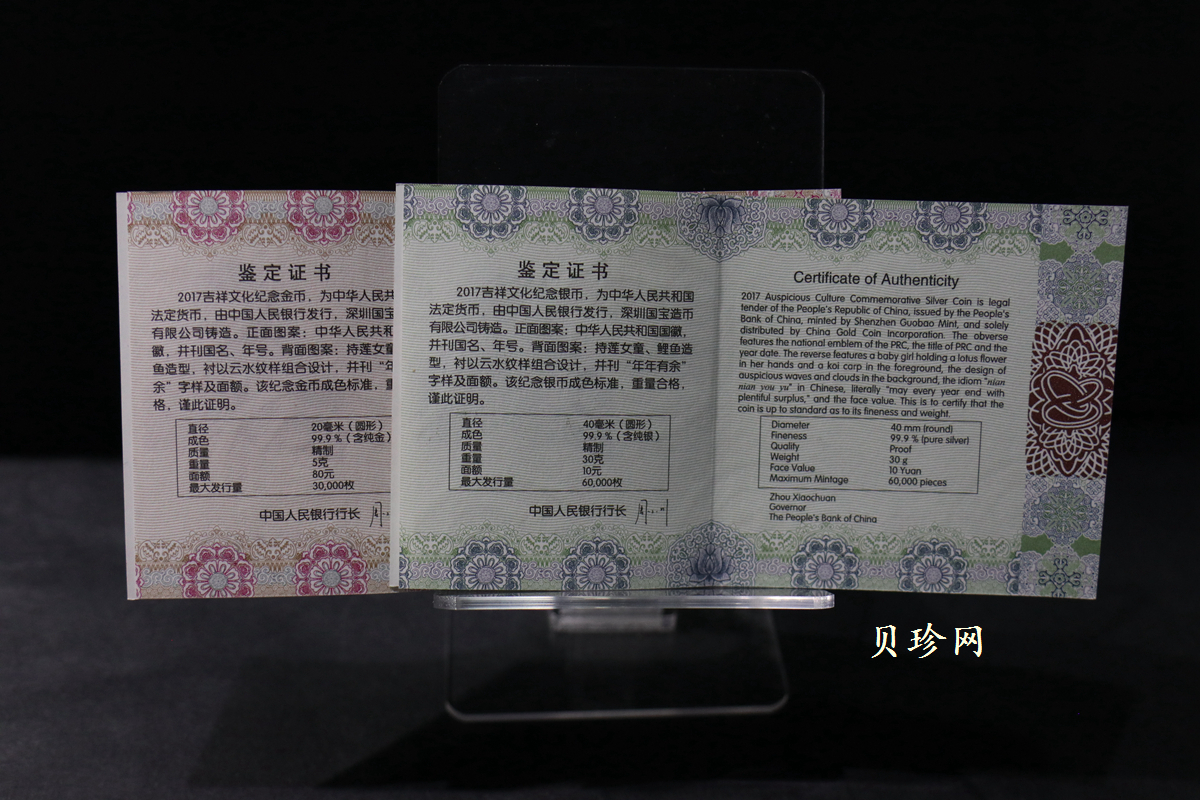 鉴定证书
2017吉祥文化纪念金币，为中华人民共
法定货币，由中国人民银行发行，深圳国
有限公司铸造。正面图案：中华人民共和
徽，并刊国名、年号。背面图案：持莲女童、
鱼造型，衬以云水纹样组合设计，并刊“年
余”字样及面额。该纪念金币成色标准，重
格，谨此证明。
直径 20毫米（圆形）
成色 99.9％（含纯金）
质量 精制
重量 5克
面额 80元
最大发行量 30,000枚
中国人民银行行长
鉴定证书
2017吉祥文化纪念银币，为中华人民共和国
法定货币，由中国人民银行发行，深圳国宝造币
有限公司铸造。正面图案：中华人民共和国国徽，
并刊国名、年号。背面图案：持莲女童、鲤鱼造
型，衬以云水纹样组合设计，并刊“年年有余”
字样及面额。该纪念银币成色标准，重量合格，
谨此证明。
直径 40毫米（圆形）
成色 99.9％（含纯银）
质量 精制
重量 30克
面额 10元
最大发行量 60,000枚
中国人民银行行长
Certificate of Authenticity
2017 Auspicious Culture Commemorative Silver Coin is legal
tender of the People's Republic of China, issued by the People's
Bank of China, minted by Shenzhen Guobao Mint, and solely
distributed by China Gold Coin Incorporation. The obverse
features the national emblem of the PRC, the title of PRC and the
year date. The reverse features a baby girl holding a lotus flower
in her hands and a koi carp in the foreground, the design of
auspicious waves and clouds in the background, the idiom "nian
nian you yu" in Chinese, literally "may every year end with
plentiful surplus," and the face value. This is to certify that the
coin is up to standard as to its fineness and weight.
Diameter 40 mm (round)
Fineness 99.9 % (pure silver)
Quality Proof
Weight 30 g
Face Value 10 Yuan
Maximum Mintage 60,000 pieces
Zhou Xiaochuan
Governor
The People's Bank of China
贝珍网